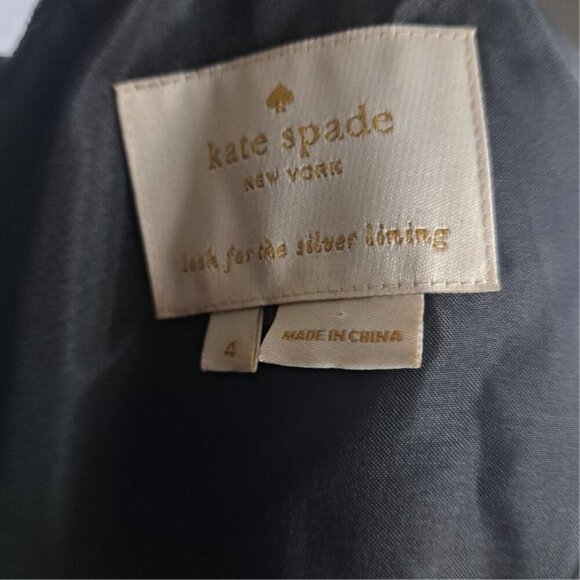 kate spade
NEW YORK
look for the silver lining
4
MADE IN CHINA